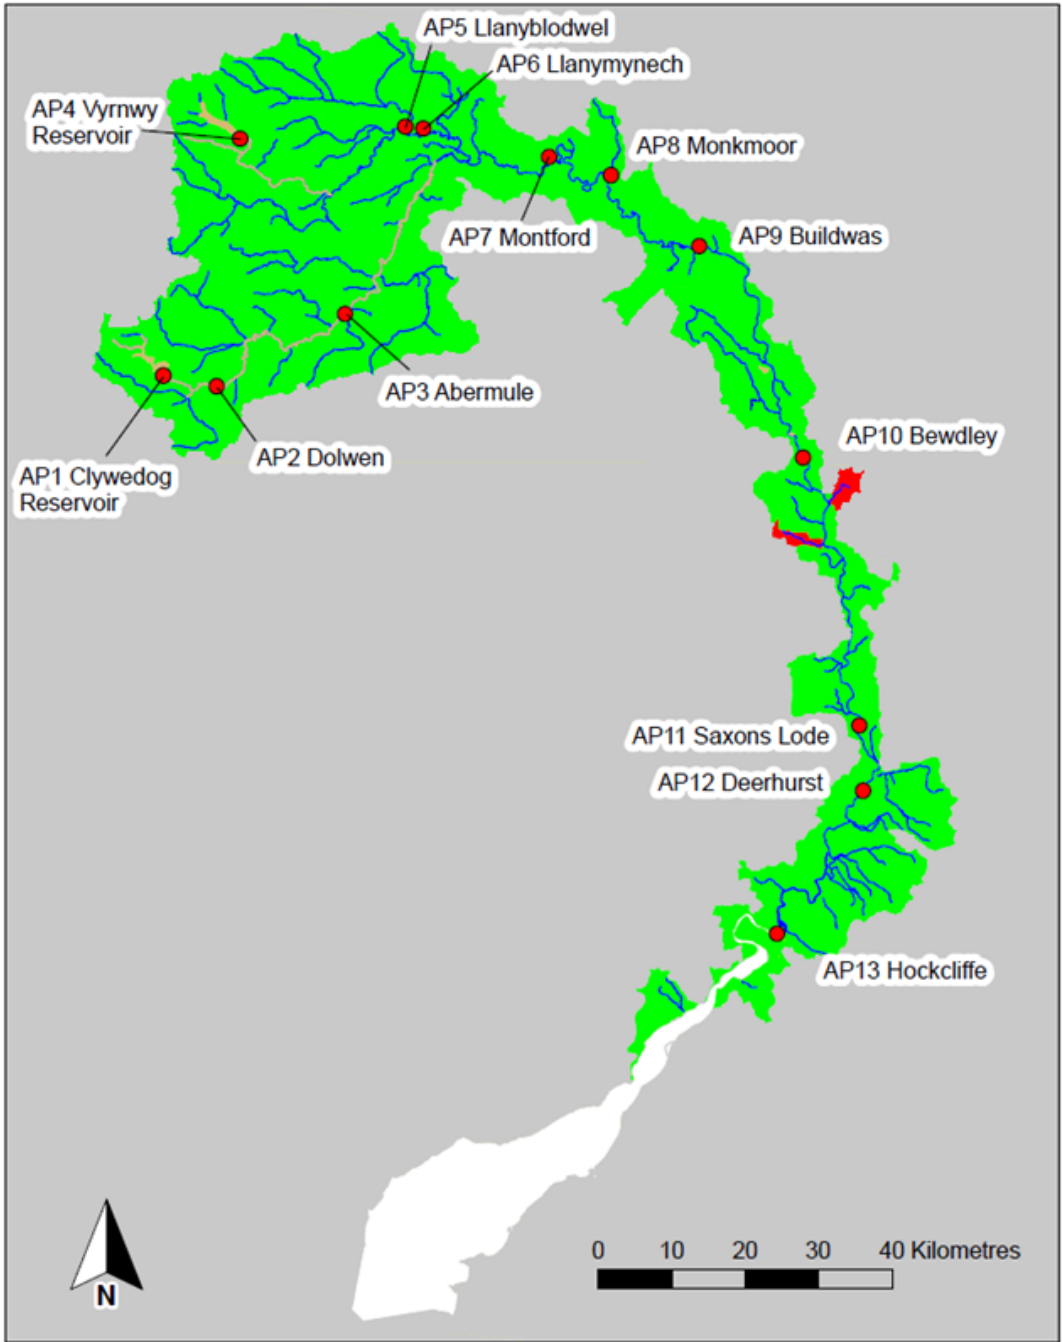 AP5 Llanyblodwel
AP6 Llanymynech
AP4 Vyrnwy
Reservoir
AP8 Monkmoor
AP7 Montford
AP9 Buildwas
AP3 Abermule
AP10 Bewdley
AP2 Dolwen
AP1 Clywedog
Reservoir
AP11 Saxons Lode
AP12 Deerhurst
AP13 Hockcliffe
0 10 20 30 40 Kilometres
N